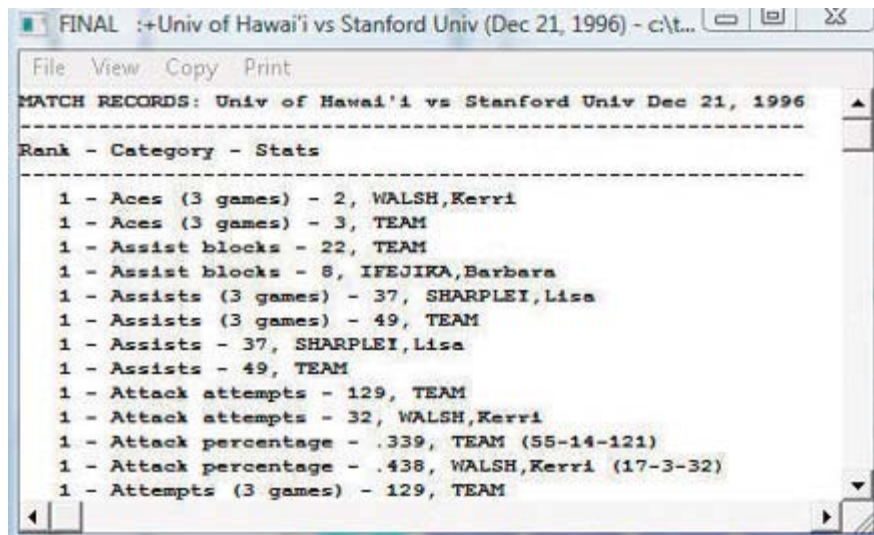 FINAL :+Univ of Hawai'i vs Stanford Univ (Dec 21, 1996) - c:\t...
File View Copy Print
MATCH RECORDS: Univ of Hawai'i vs Stanford Univ Dec 21, 1996
------------------------------------------------------------
Rank - Category - Stats
------------------------------------------------------------
1 - Aces (3 games) - 2, WALSH,Kerri
1 - Aces (3 games) - 3, TEAM
1 - Assist blocks - 22, TEAM
1 - Assist blocks - 8, IFEJIKA,Barbara
1 - Assists (3 games) - 37, SHARPLEY,Lisa
1 - Assists (3 games) - 49, TEAM
1 - Assists - 37, SHARPLEY,Lisa
1 - Assists - 49, TEAM
1 - Attack attempts - 129, TEAM
1 - Attack attempts - 32, WALSH,Kerri
1 - Attack percentage - .339, TEAM (55-14-121)
1 - Attack percentage - .438, WALSH,Kerri (17-3-32)
1 - Attempts (3 games) - 129, TEAM